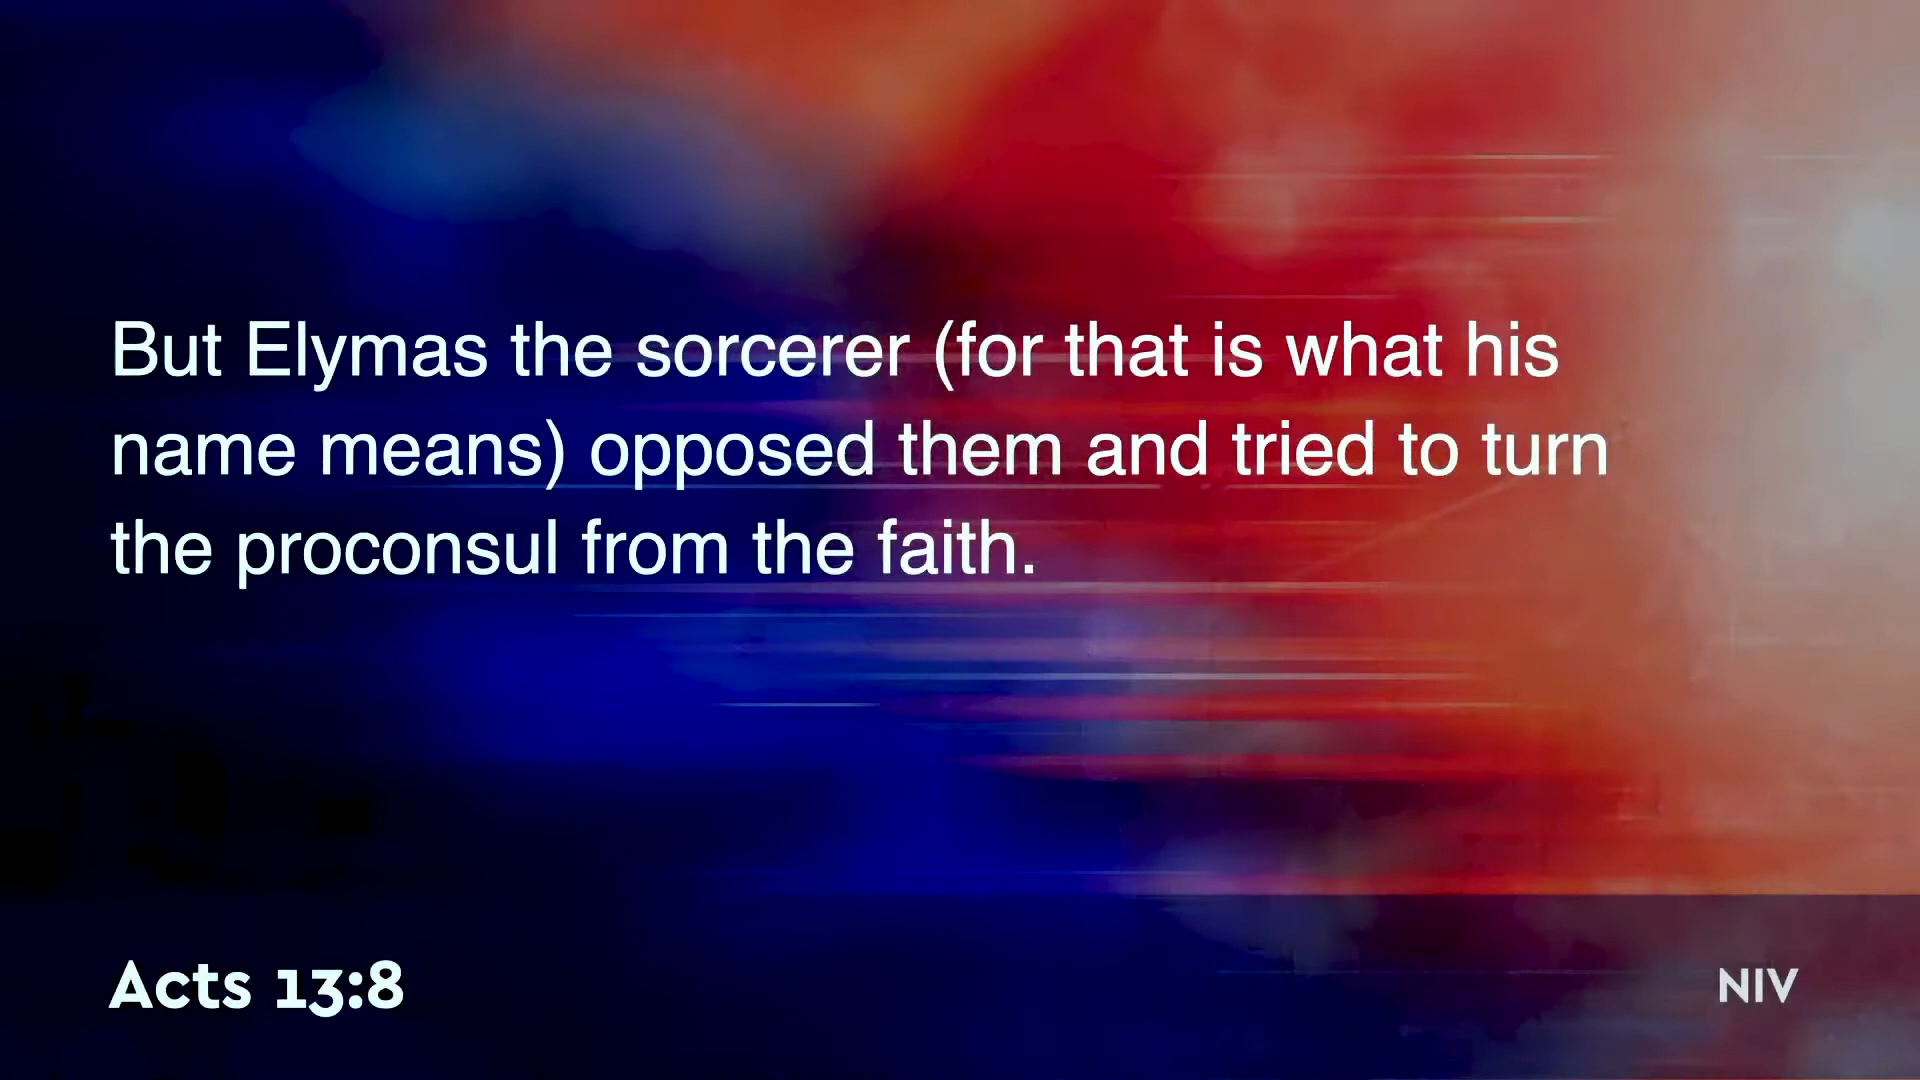 But Elymas the sorcerer (for that is what his
name means) opposed them and tried to turn
the proconsul from the faith.
Acts 13:8
NIV